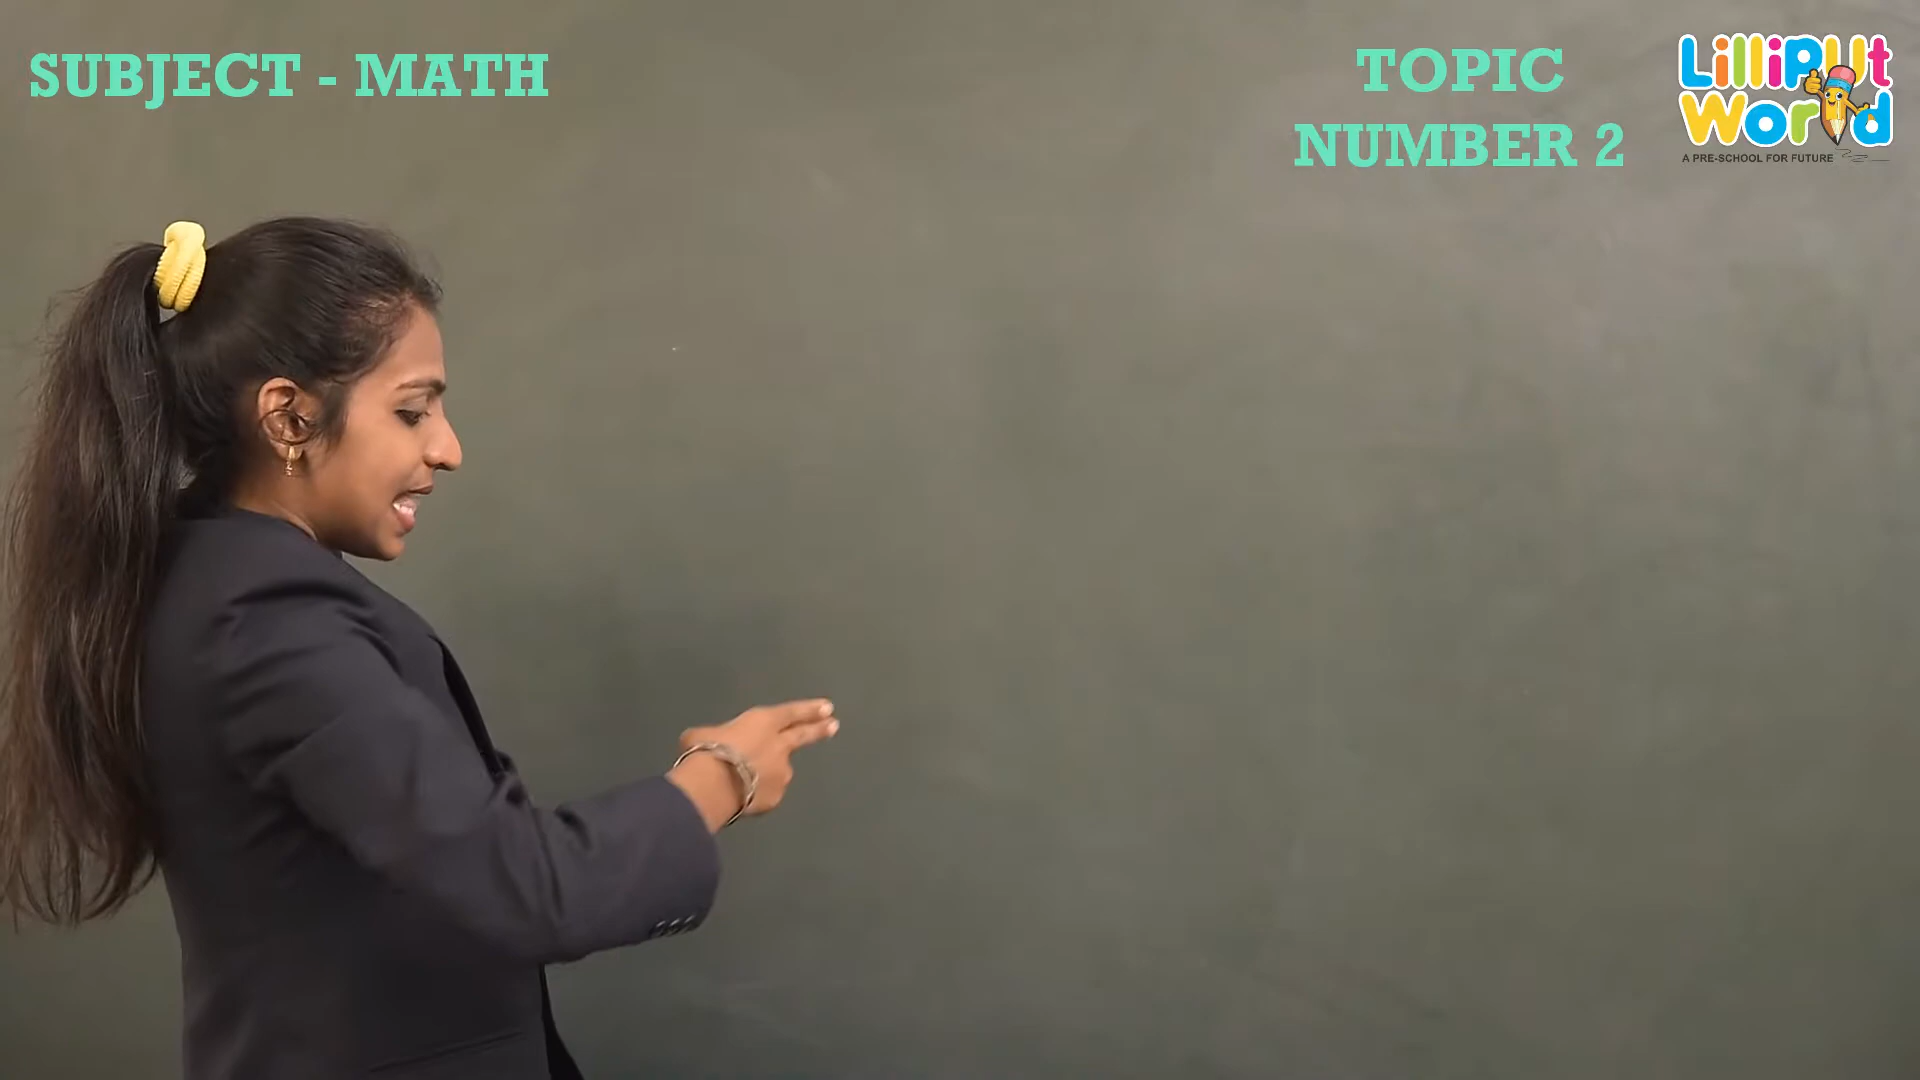 SUBJECT - MATH
TOPIC
NUMBER 2
Lilliput
World
A PRE-SCHOOL FOR FUTURE